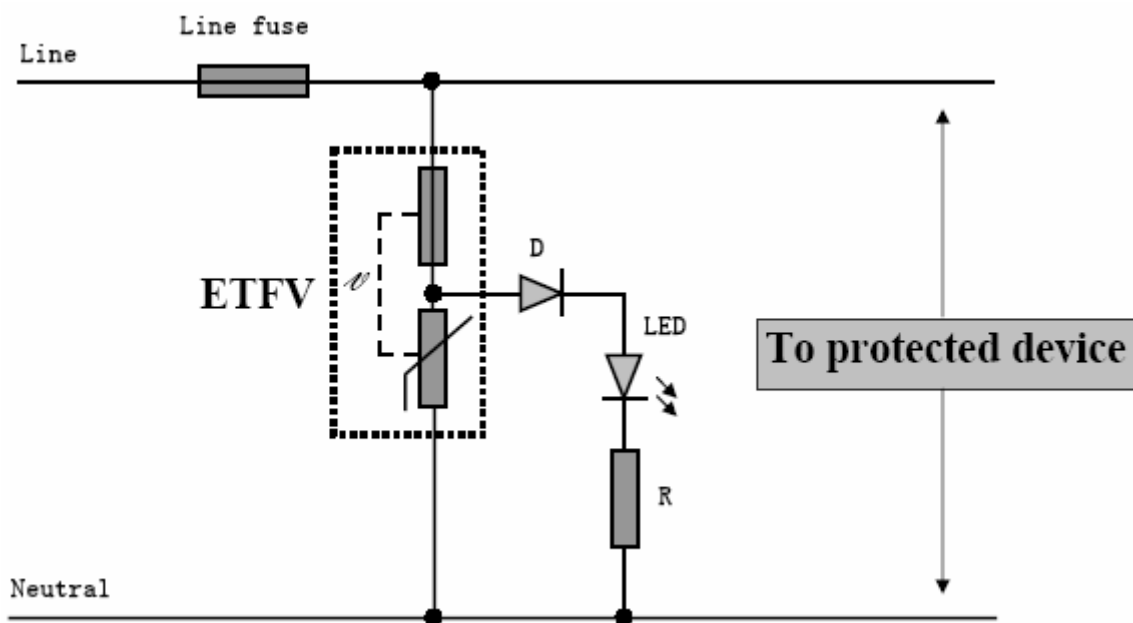 Line fuse
Line
D
ETFV
LED
To protected device
R
Neutral